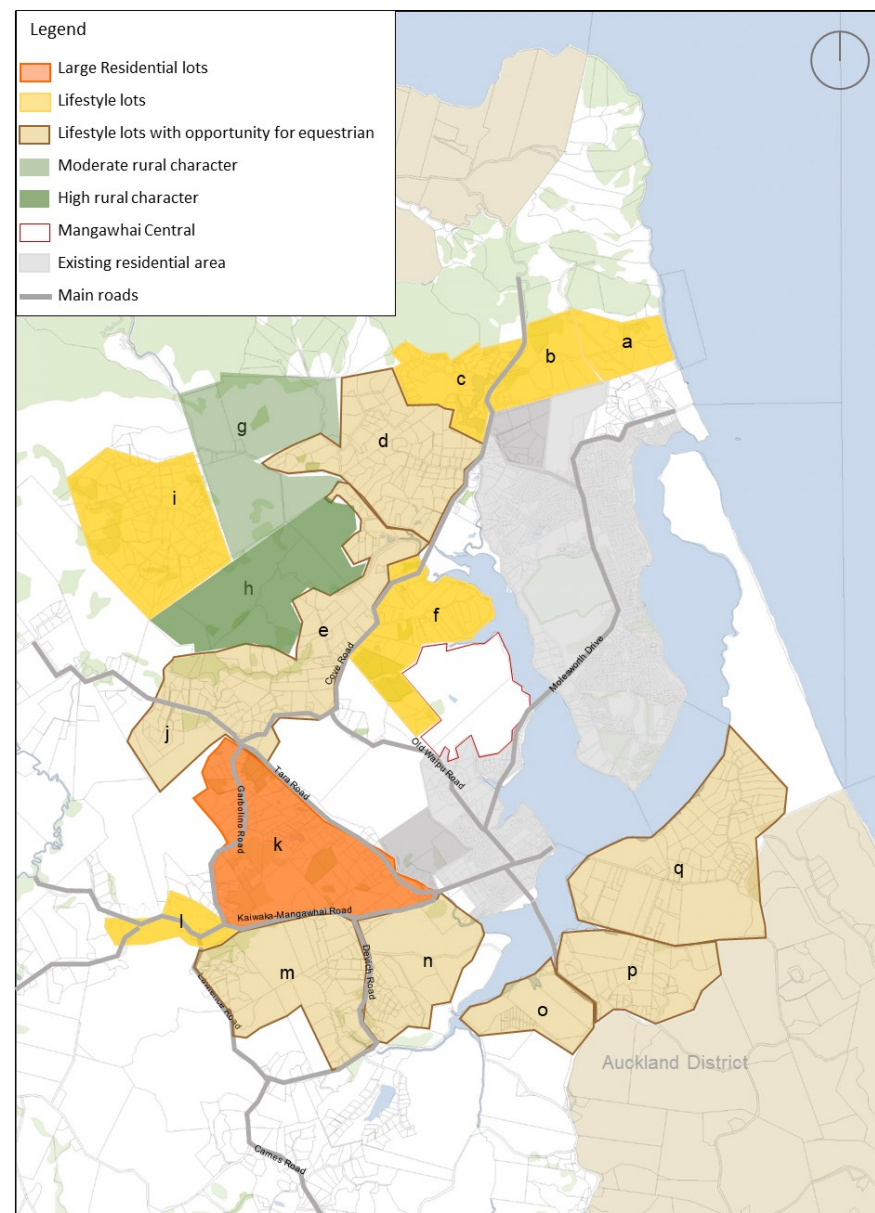 Legend
Large Residential lots
Lifestyle lots
Lifestyle lots with opportunity for equestrian
Moderate rural character
High rural character
Mangawhai Central
Existing residential area
Main roads
a
b
c
d
g
i
h
f
e
Cove Road
Molesworth Drive
j
Old Waipu Road
Tara Road
Garbolino Road
k
q
l
Kaiwaka-Mangawhai Road
m
Devich Road
n
p
Lawrence Road
o
Auckland District
Cames Road